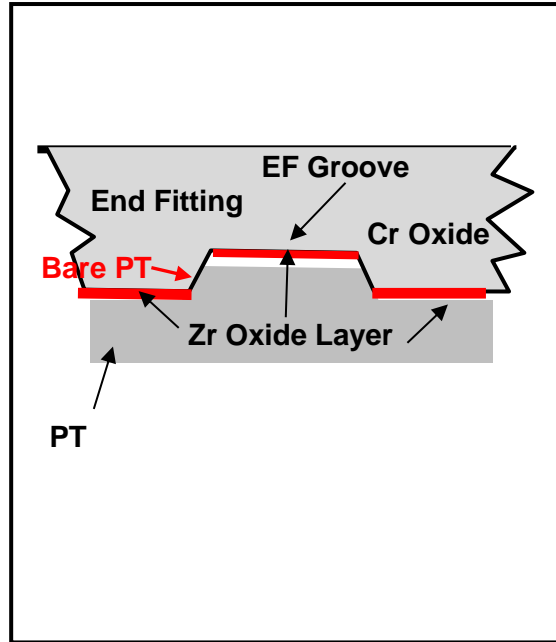 EF Groove
End Fitting
Cr Oxide
Bare PT
Zr Oxide Layer
PT